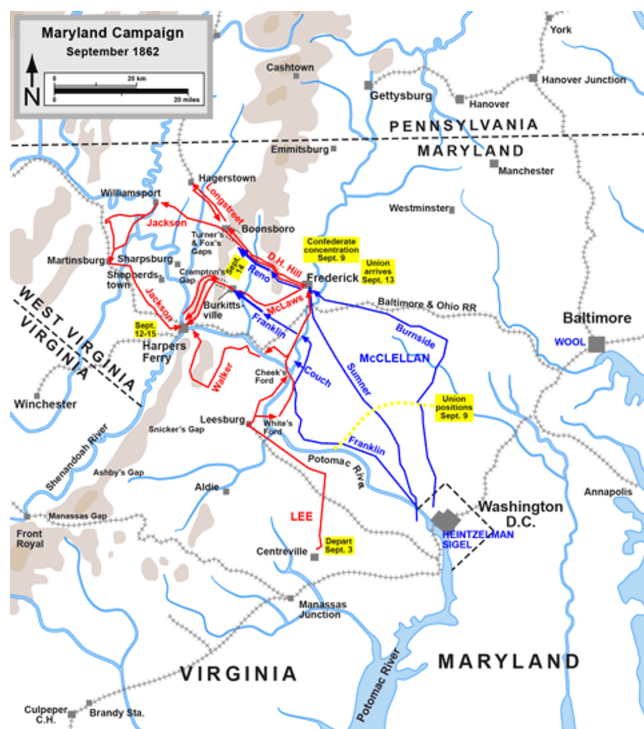 Maryland Campaign
September 1862
0
20 km
0
20 miles
N
York
Cashtown
Hanover Junction
Gettysburg
Hanover
PENNSYLVANIA
MARYLAND
Emmitsburg
Manchester
Hagerstown
Williamsport
Longstreet
Westminster
Jackson
Boonsboro
Turner's
& Fox's
Gaps
D.H. Hill
Confederate
concentration
Sept. 9
Union
arrives
Sept. 13
Martinsburg
Sharpsburg
Shepherds-
town
Crampton's
Gap
Sept.
14
Reno
Frederick
Burkitts-
ville
McLaws
Baltimore & Ohio RR
Jackson
WEST VIRGINIA
VIRGINIA
Sept.
12-15
Harpers
Ferry
Franklin
Burnside
Baltimore
WOOL
McCLELLAN
Sumner
Walker
Cheek's
Ford
Couch
Winchester
Union
positions
Sept. 9
Leesburg
White's
Ford
Snicker's Gap
Franklin
Potomac Riva
Shenandoah River
Ashby's Gap
Aldie
Annapolis
Manassas Gap
Washington
D.C.
Front
Royal
LEE
HEINTZELMAN
SIGEL
Centreville
Depart
Sept. 3
Manassas
Junction
VIRGINIA
MARYLAND
Potomac River
Culpeper
C.H.
Brandy Sta.